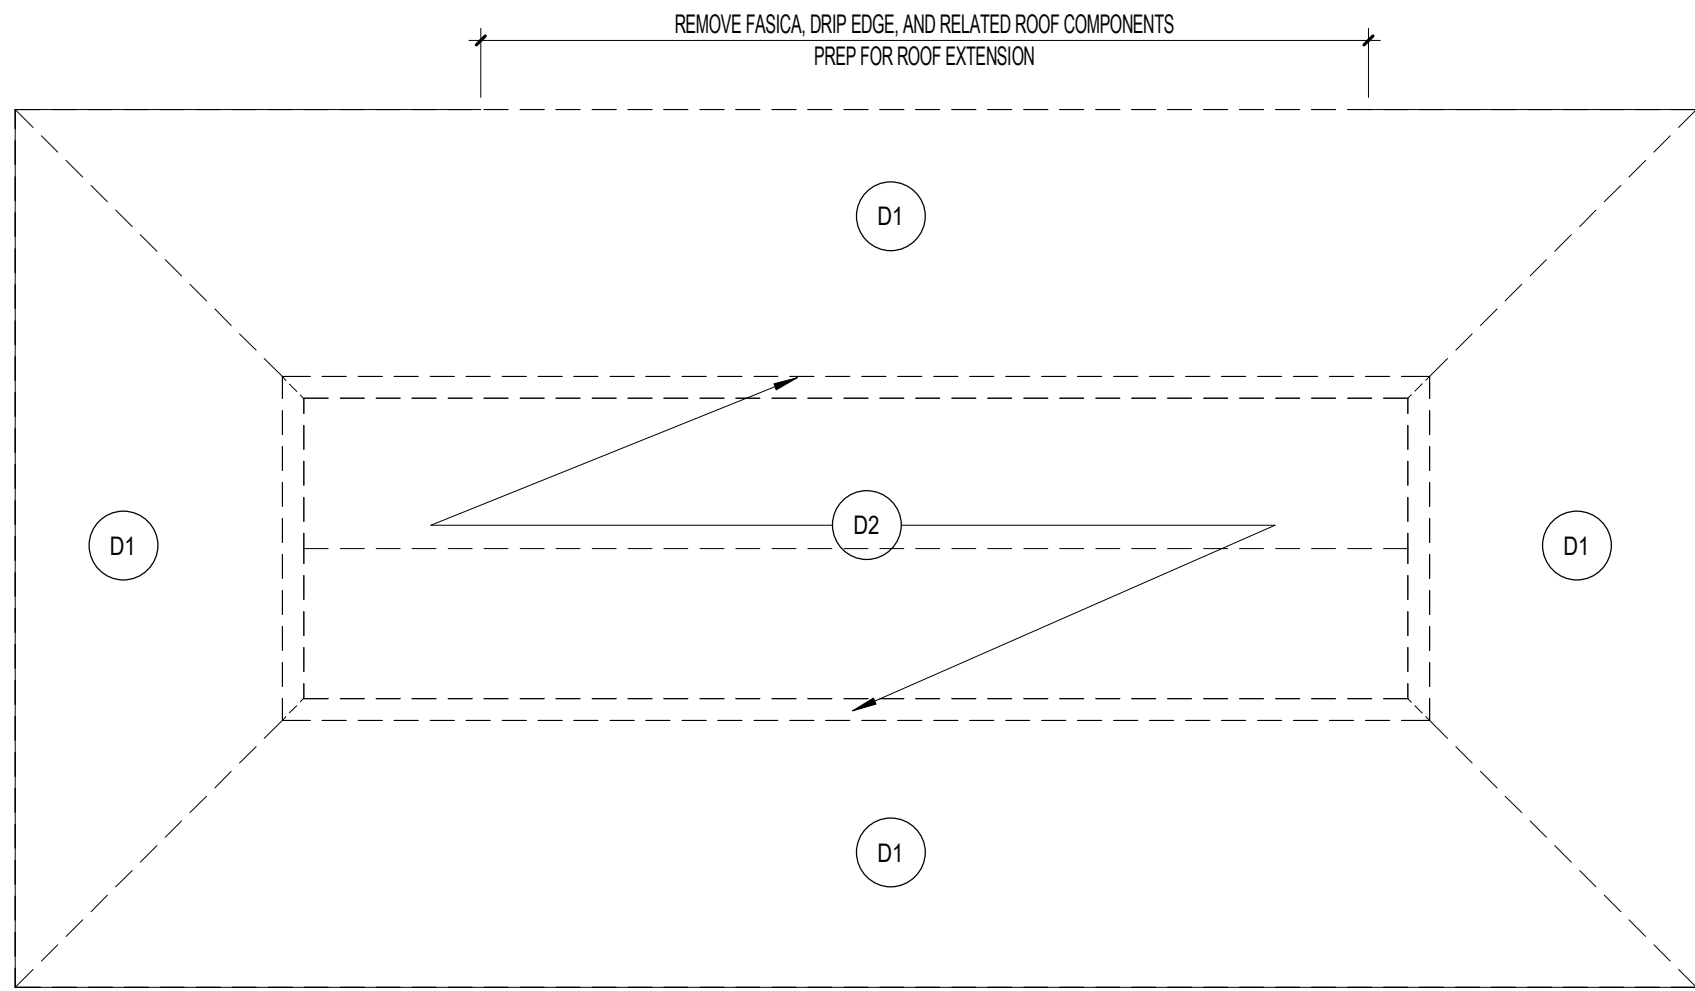 REMOVE FASICA, DRIP EDGE, AND RELATED ROOF COMPONENTS
PREP FOR ROOF EXTENSION
D1
D2
D1
D1
D1